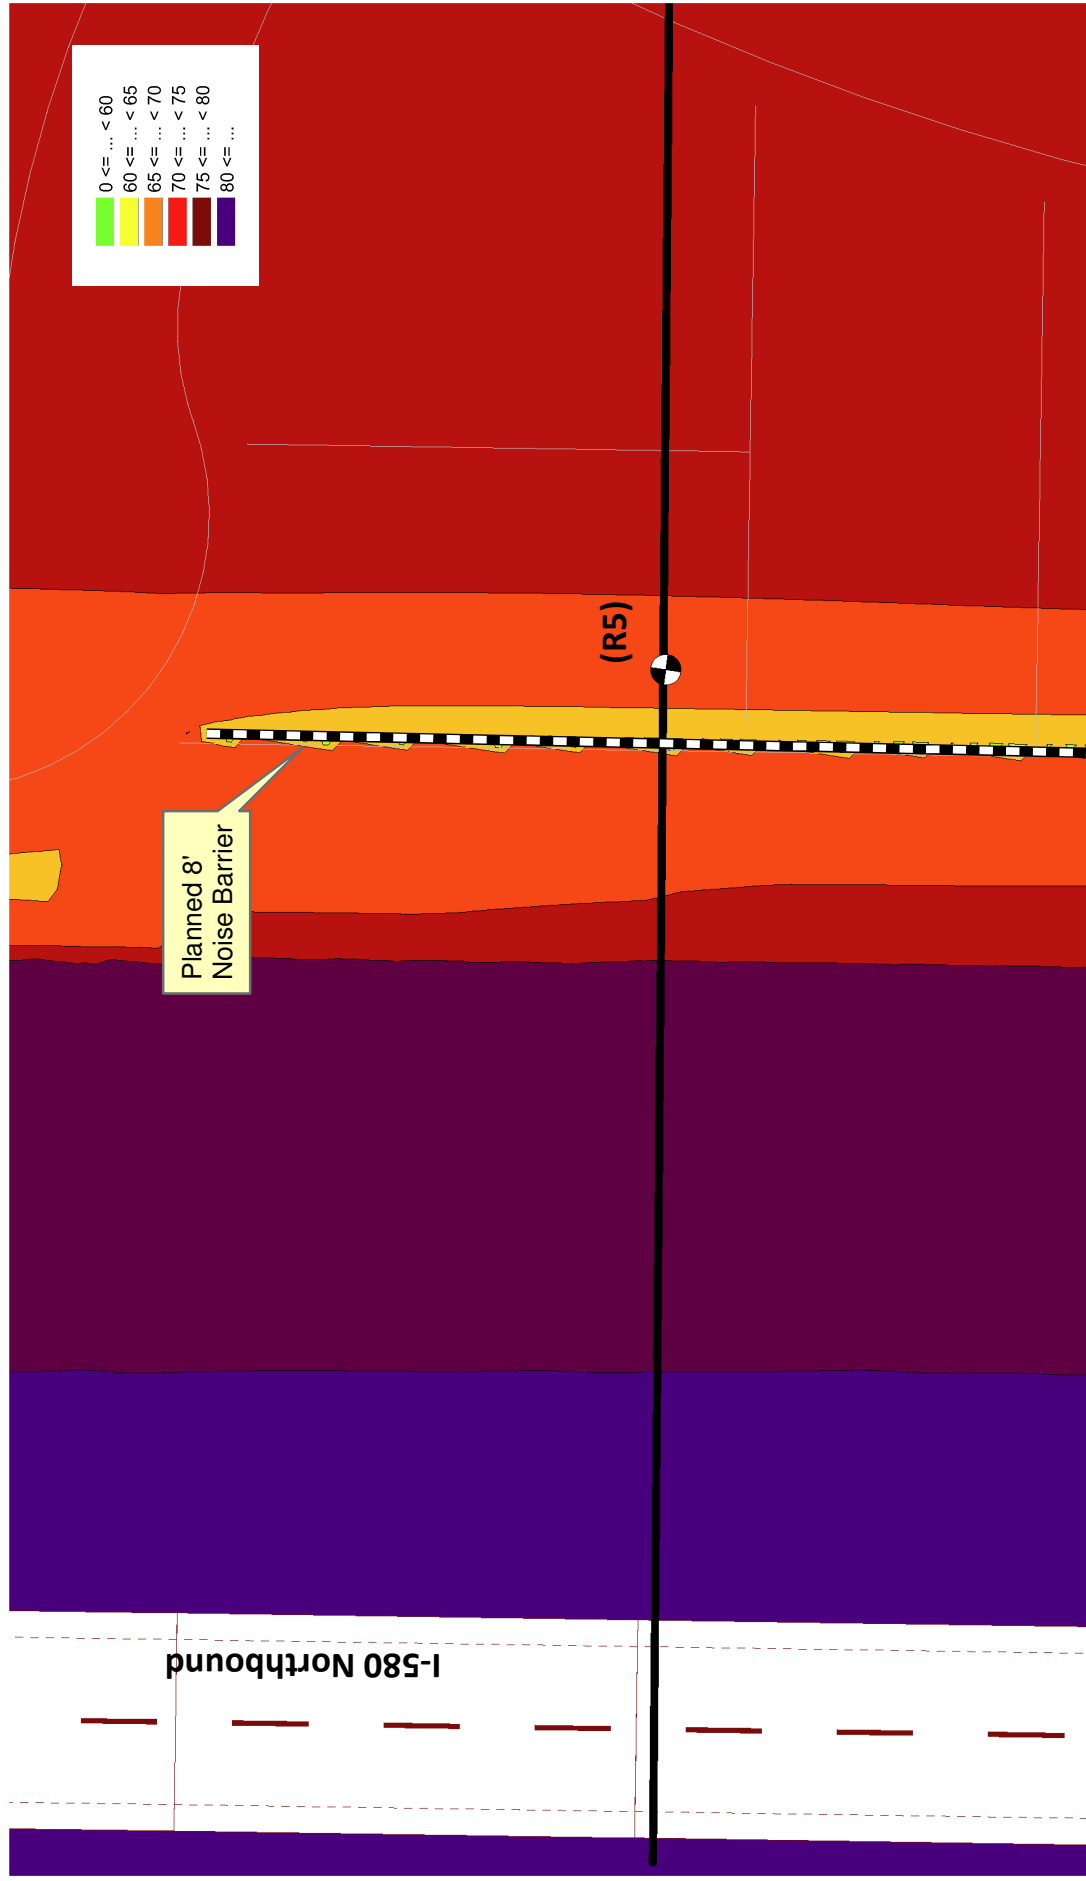 0 <= ... < 60
60 <= ... < 65
65 <= ... < 70
70 <= ... < 75
75 <= ... < 80
80 <= ...
(R5)
Planned 8'
Noise Barrier
I-580 Northbound